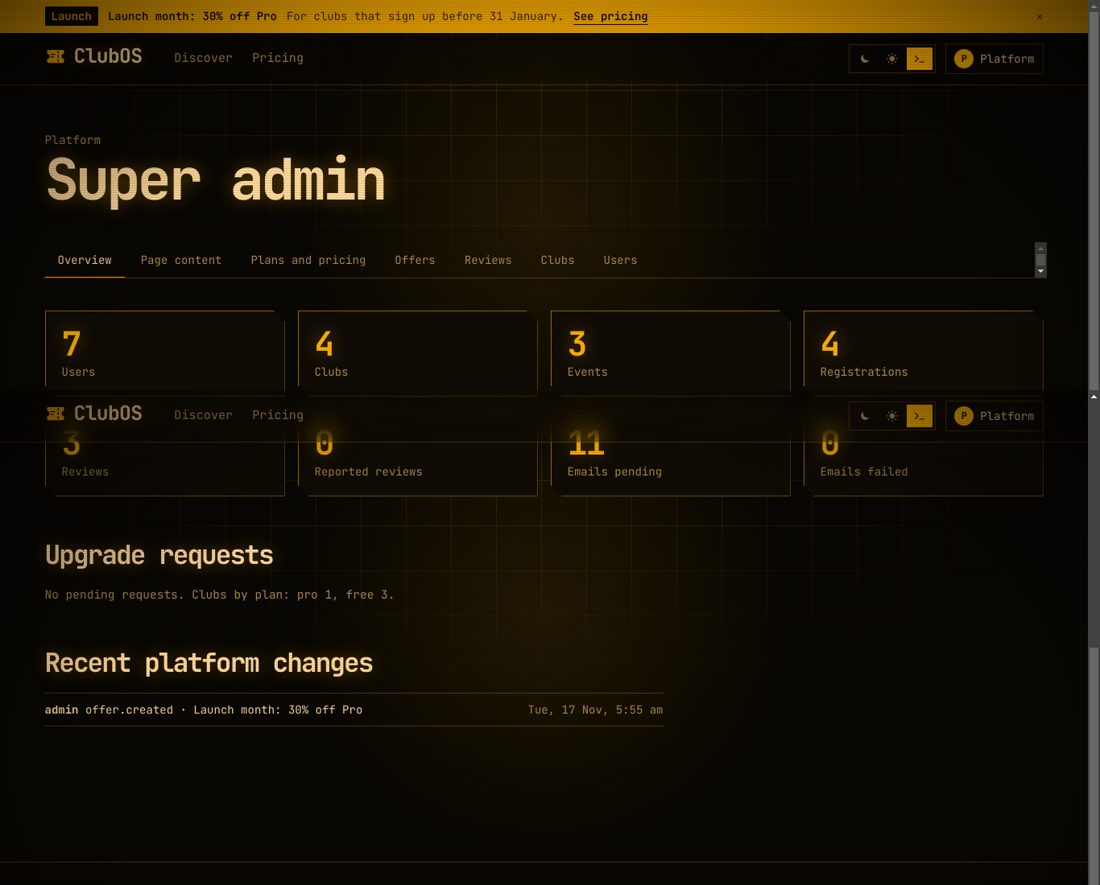 Launch Launch month: 30% off Pro For clubs that sign up before 31 January. See pricing ×
ClubOS Discover Pricing >_ P Platform
Platform
Super admin
Overview Page content Plans and pricing Offers Reviews Clubs Users
7 4 3 4
Users Clubs Events Registrations
ClubOS Discover Pricing >_ P Platform
3 0 11 0
Reviews Reported reviews Emails pending Emails failed
Upgrade requests
No pending requests. Clubs by plan: pro 1, free 3.
Recent platform changes
admin offer.created · Launch month: 30% off Pro Tue, 17 Nov, 5:55 am